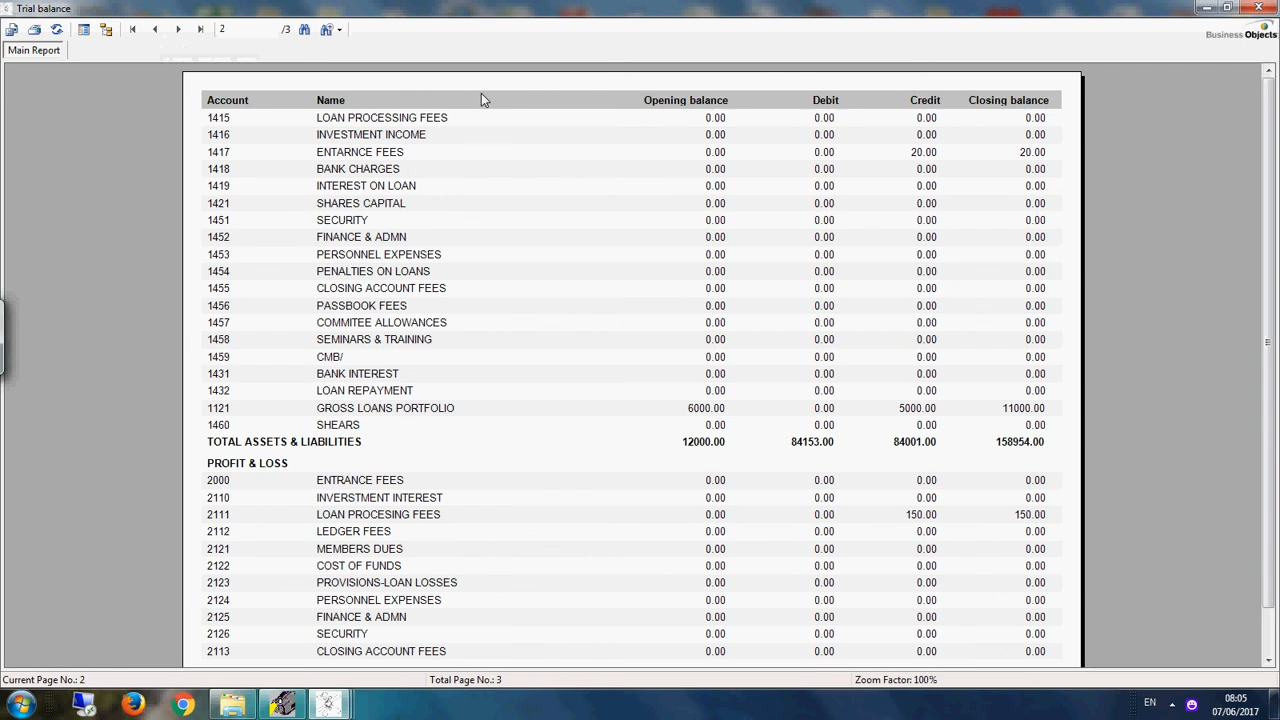 Trial balance
2 /3
Business Objects
Main Report
Account Name Opening balance Debit Credit Closing balance
1415 LOAN PROCESSING FEES 0.00 0.00 0.00 0.00
1416 INVESTMENT INCOME 0.00 0.00 0.00 0.00
1417 ENTARNCE FEES 0.00 0.00 20.00 20.00
1418 BANK CHARGES 0.00 0.00 0.00 0.00
1419 INTEREST ON LOAN 0.00 0.00 0.00 0.00
1421 SHARES CAPITAL 0.00 0.00 0.00 0.00
1451 SECURITY 0.00 0.00 0.00 0.00
1452 FINANCE & ADMN 0.00 0.00 0.00 0.00
1453 PERSONNEL EXPENSES 0.00 0.00 0.00 0.00
1454 PENALTIES ON LOANS 0.00 0.00 0.00 0.00
1455 CLOSING ACCOUNT FEES 0.00 0.00 0.00 0.00
1456 PASSBOOK FEES 0.00 0.00 0.00 0.00
1457 COMMITEE ALLOWANCES 0.00 0.00 0.00 0.00
1458 SEMINARS & TRAINING 0.00 0.00 0.00 0.00
1459 CMB/ 0.00 0.00 0.00 0.00
1431 BANK INTEREST 0.00 0.00 0.00 0.00
1432 LOAN REPAYMENT 0.00 0.00 0.00 0.00
1121 GROSS LOANS PORTFOLIO 6000.00 0.00 5000.00 11000.00
1460 SHEARS 0.00 0.00 0.00 0.00
TOTAL ASSETS & LIABILITIES 12000.00 84153.00 84001.00 158954.00
PROFIT & LOSS
2000 ENTRANCE FEES 0.00 0.00 0.00 0.00
2110 INVERSTMENT INTEREST 0.00 0.00 0.00 0.00
2111 LOAN PROCESING FEES 0.00 0.00 150.00 150.00
2112 LEDGER FEES 0.00 0.00 0.00 0.00
2121 MEMBERS DUES 0.00 0.00 0.00 0.00
2122 COST OF FUNDS 0.00 0.00 0.00 0.00
2123 PROVISIONS-LOAN LOSSES 0.00 0.00 0.00 0.00
2124 PERSONNEL EXPENSES 0.00 0.00 0.00 0.00
2125 FINANCE & ADMN 0.00 0.00 0.00 0.00
2126 SECURITY 0.00 0.00 0.00 0.00
2113 CLOSING ACCOUNT FEES 0.00 0.00 0.00 0.00
Current Page No.: 2 Total Page No.: 3 Zoom Factor: 100%
EN 08:05
07/06/2017